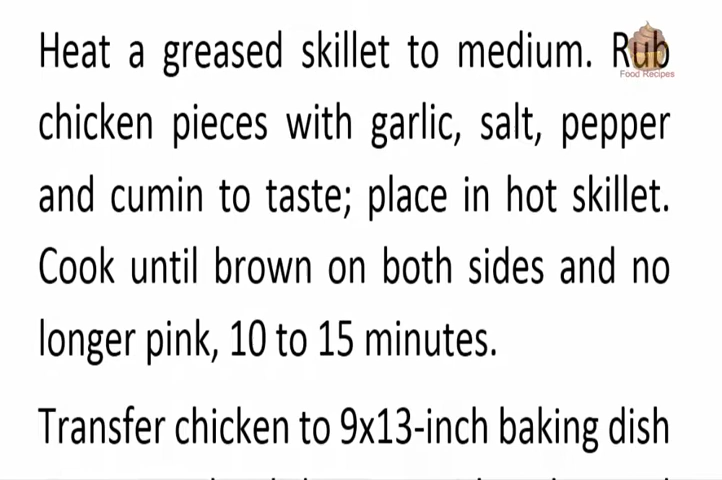 Heat a greased skillet to medium. Rub
Food Recipes
chicken pieces with garlic, salt, pepper
and cumin to taste; place in hot skillet.
Cook until brown on both sides and no
longer pink, 10 to 15 minutes.
Transfer chicken to 9x13-inch baking dish